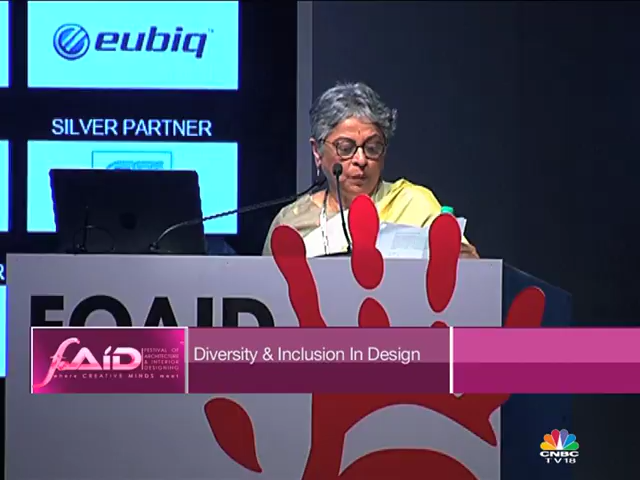 eubiq
SILVER PARTNER
FOAID
fOAiD
FESTIVAL OF
ARCHITECTURE
& INTERIOR
DESIGNING
where CREATIVE MINDS meet
Diversity & Inclusion In Design
CNBC
TV18